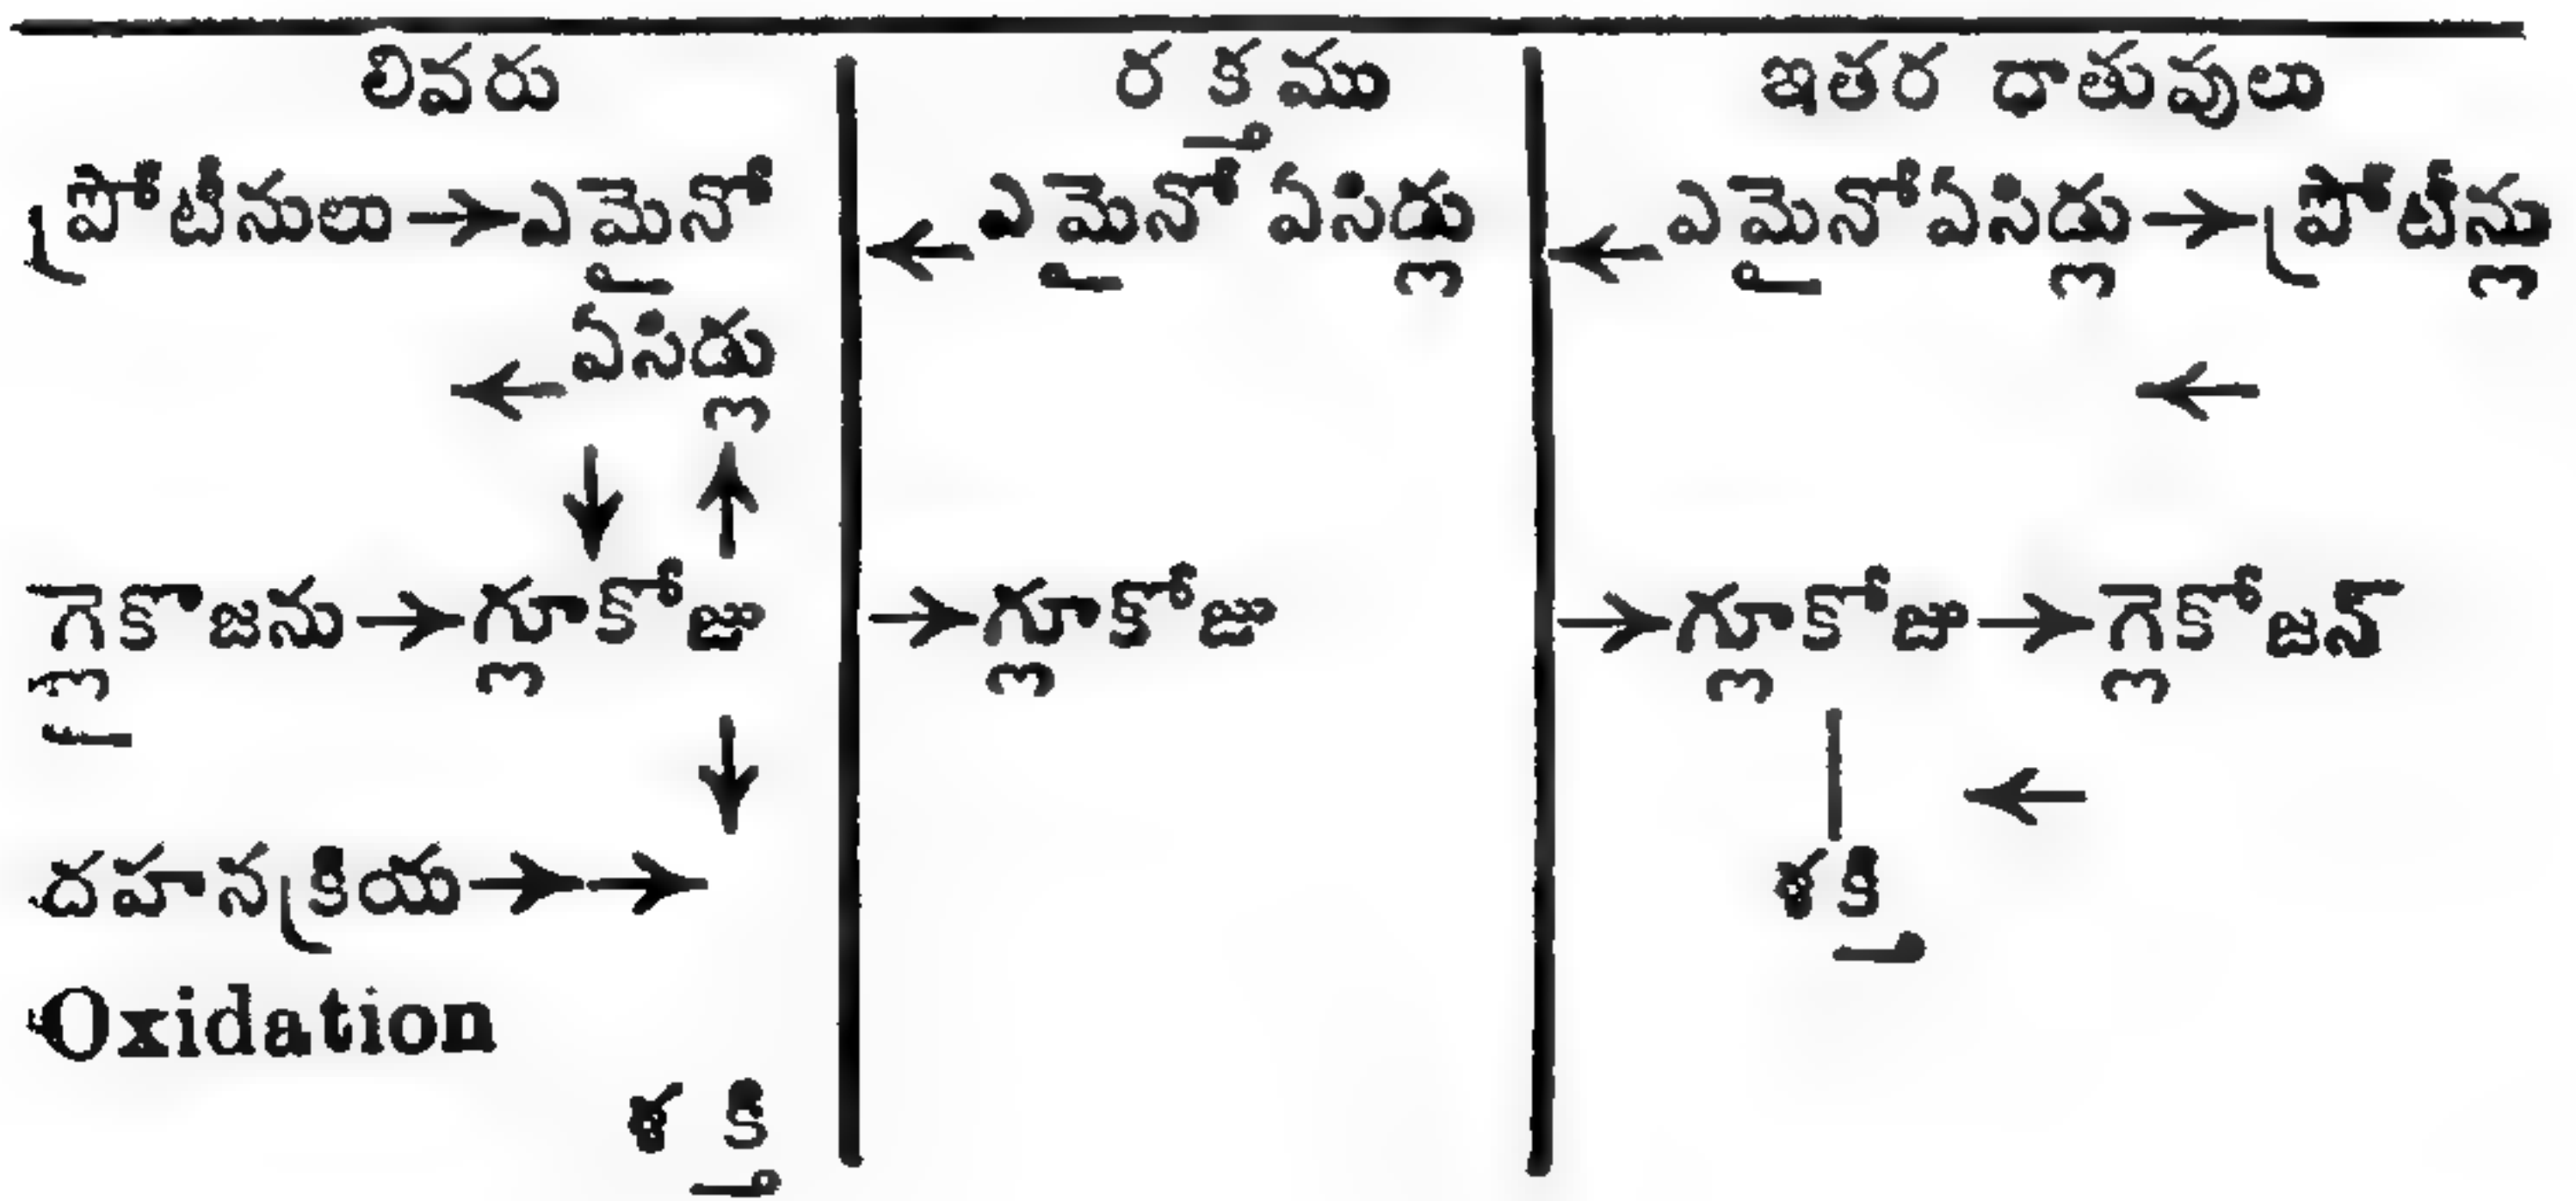 లివరు రక్తము ఇతర ధాతువులు
ప్రోటీనులు→ఎమైనో ← ఎమైనో ఏసిడ్లు ← ఎమైనోఏసిడ్లు→ప్రోటీన్లు
← ఏసిడ్లు ←
↓ ↑
గ్లైకొజను→గ్లూకోజు →గ్లూకోజు →గ్లూకోజు→గ్లైకోజన్
↓ | ←
దహనక్రియ→→ శక్తి
Oxidation
శక్తి